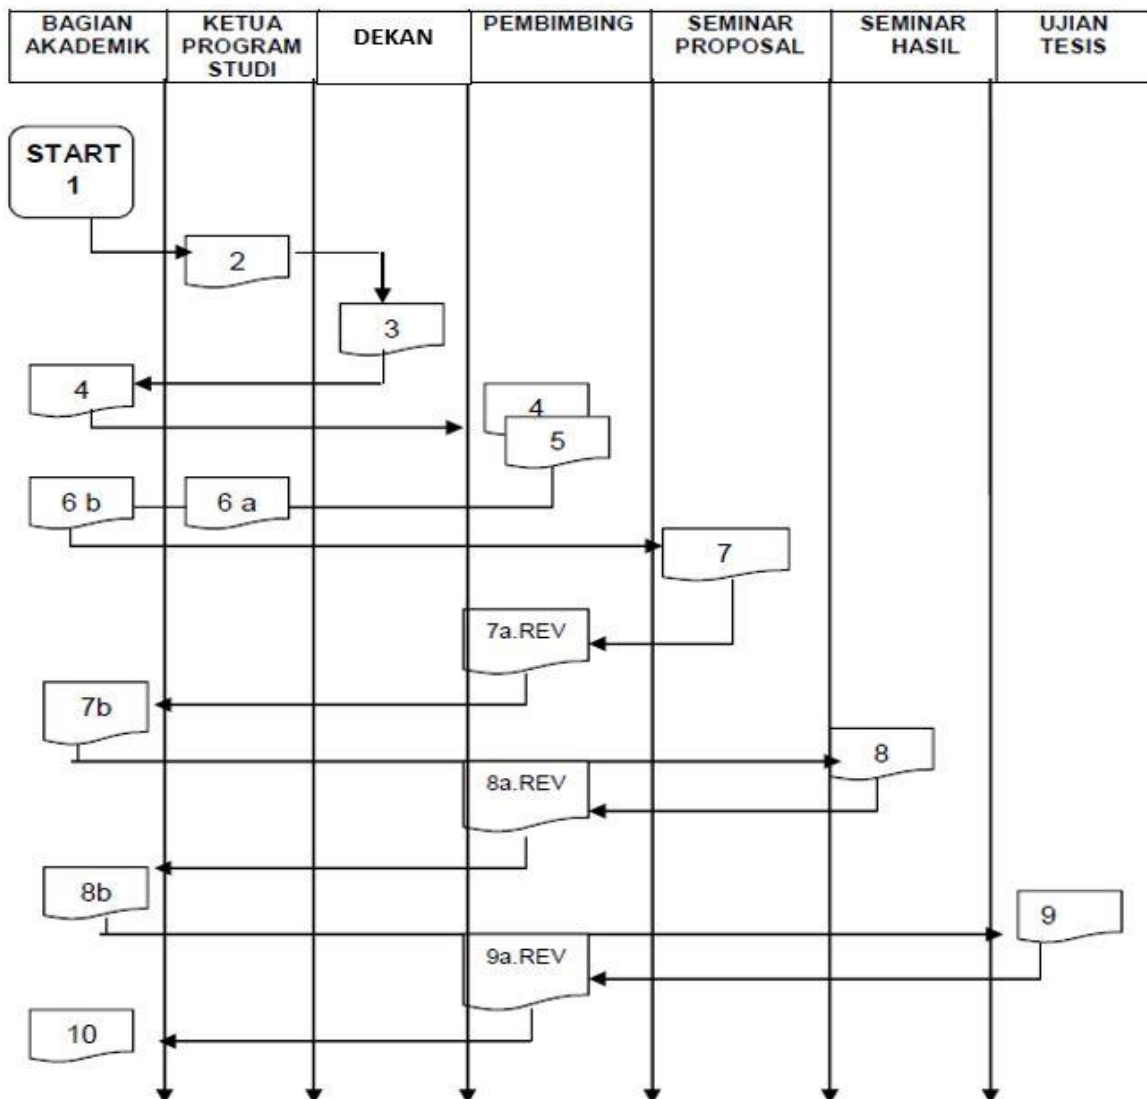 BAGIAN
AKADEMIK
KETUA
PROGRAM
STUDI
DEKAN
PEMBIMBING
SEMINAR
PROPOSAL
SEMINAR
HASIL
UJIAN
TESIS
START
1
2
3
4
4
5
6 b
6 a
7
7a.REV
7b
8
8a.REV
8b
9
9a.REV
10